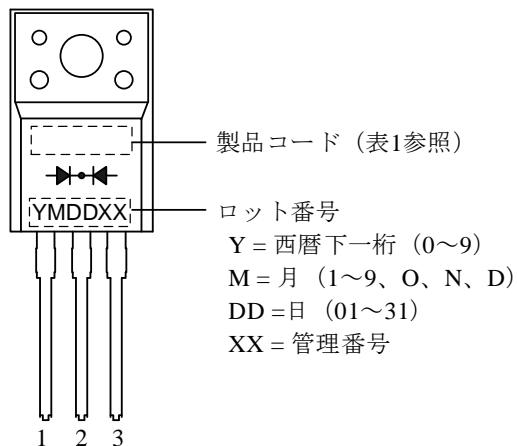 製品コード（表1参照）
YMDDXX
ロット番号
Y = 西暦下一桁（0～9）
M = 月（1～9、O、N、D）
DD =日（01～31）
XX = 管理番号
1 2 3